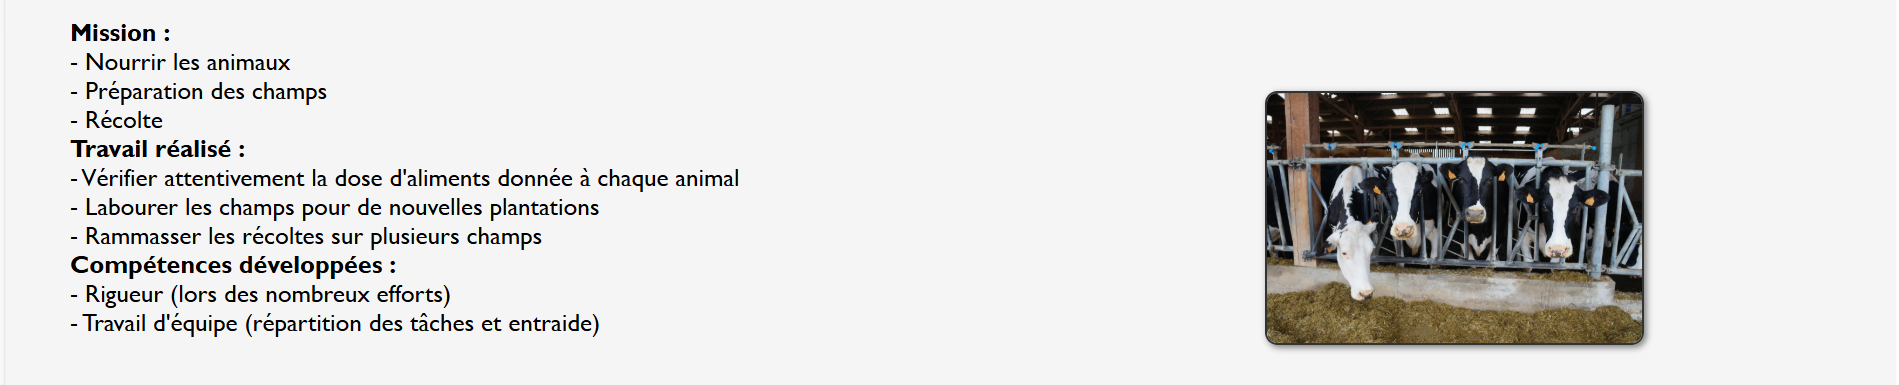 Mission :
- Nourrir les animaux
- Préparation des champs
- Récolte
Travail réalisé :
- Vérifier attentivement la dose d'aliments donnée à chaque animal
- Labourer les champs pour de nouvelles plantations
- Rammasser les récoltes sur plusieurs champs
Compétences développées :
- Rigueur (lors des nombreux efforts)
- Travail d'équipe (répartition des tâches et entraide)